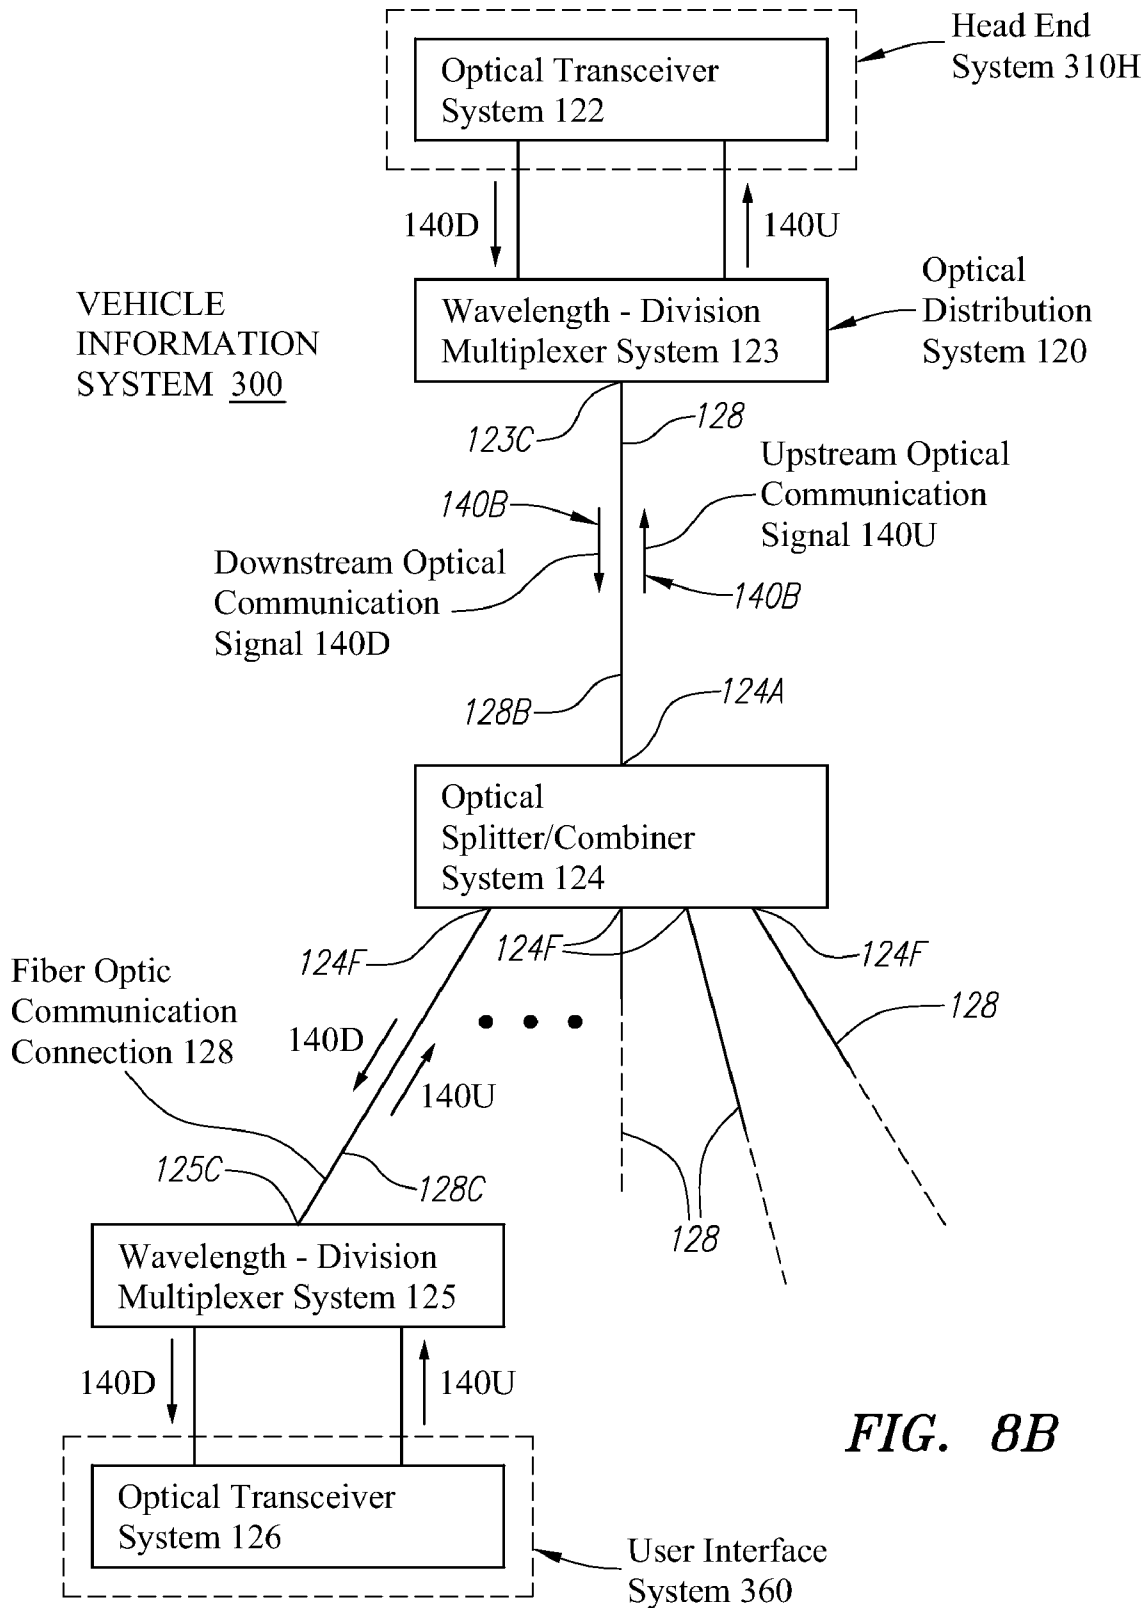 Head End
System 310H
Optical Transceiver
System 122
140D
140U
VEHICLE
INFORMATION
SYSTEM 300
Wavelength - Division
Multiplexer System 123
Optical
Distribution
System 120
123C
128
Upstream Optical
Communication
Signal 140U
140B
Downstream Optical
Communication
Signal 140D
140B
128B
124A
Optical
Splitter/Combiner
System 124
124F
124F
124F
Fiber Optic
Communication
Connection 128
140D
140U
128
125C
128C
128
Wavelength - Division
Multiplexer System 125
140D
140U
FIG. 8B
Optical Transceiver
System 126
User Interface
System 360